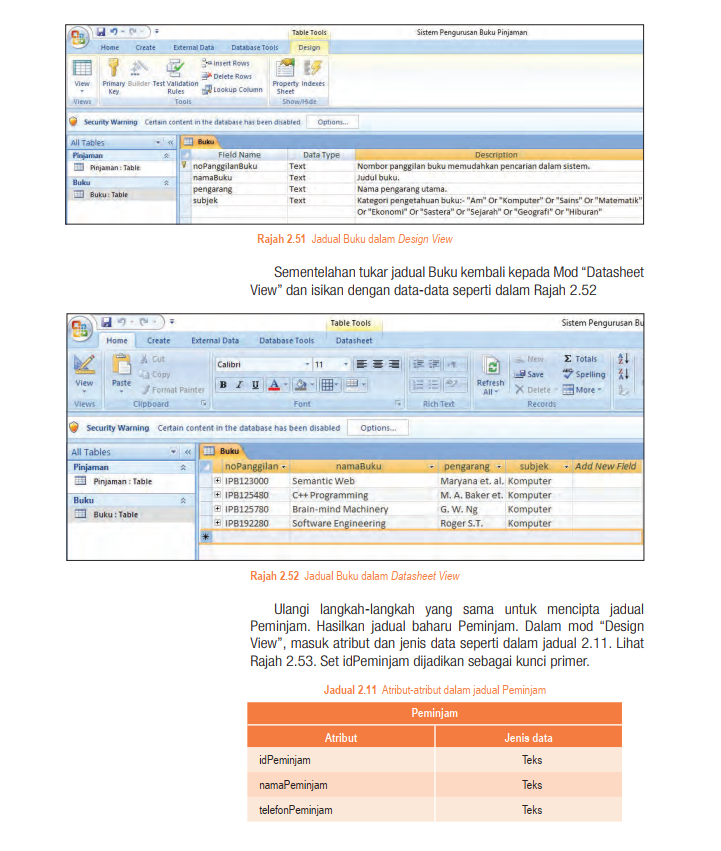 Table Tools Sistem Pengurusan Buku Pinjaman
Home Create External Data Database Tools Design
View Primary Key Builder Test Validation Rules Insert Rows Delete Rows Lookup Column Property Sheet Indexes
Views Tools Show/Hide
Security Warning Certain content in the database has been disabled Options...
All Tables Buku
Pinjaman Field Name Data Type Description
Pinjaman : Table noPanggilanBuku Text Nombor panggilan buku memudahkan pencarian dalam sistem.
Buku namaBuku Text Judul buku.
Buku : Table pengarang Text Nama pengarang utama.
subjek Text Kategori pengetahuan buku:- "Am" Or "Komputer" Or "Sains" Or "Matematik"
Or "Ekonomi" Or "Sastera" Or "Sejarah" Or "Geografi" Or "Hiburan"
Rajah 2.51 Jadual Buku dalam Design View
Sementelahan tukar jadual Buku kembali kepada Mod “Datasheet
View” dan isikan dengan data-data seperti dalam Rajah 2.52
Table Tools Sistem Pengurusan Bu
Home Create External Data Database Tools Datasheet
View Paste Cut Copy Format Painter Calibri 11 B I U A Refresh All New Save Delete Totals Spelling More
Views Clipboard Font Rich Text Records
Security Warning Certain content in the database has been disabled Options...
All Tables Buku
Pinjaman noPanggilan namaBuku pengarang subjek Add New Field
Pinjaman : Table IPB123000 Semantic Web Maryana et. al. Komputer
IPB125480 C++ Programming M. A. Baker et. Komputer
Buku IPB125780 Brain-mind Machinery G. W. Ng Komputer
Buku : Table IPB192280 Software Engineering Roger S.T. Komputer
Rajah 2.52 Jadual Buku dalam Datasheet View
Ulangi langkah-langkah yang sama untuk mencipta jadual
Peminjam. Hasilkan jadual baharu Peminjam. Dalam mod “Design
View”, masuk atribut dan jenis data seperti dalam jadual 2.11. Lihat
Rajah 2.53. Set idPeminjam dijadikan sebagai kunci primer.
Jadual 2.11 Atribut-atribut dalam jadual Peminjam
Peminjam
Atribut Jenis data
idPeminjam Teks
namaPeminjam Teks
telefonPeminjam Teks